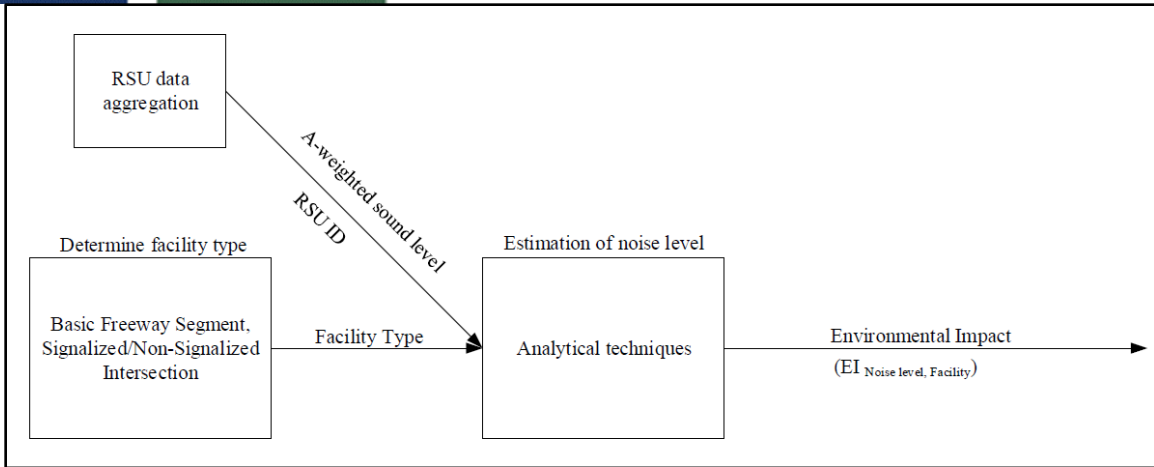 RSU data
aggregation
A-weighted sound level
RSU ID
Determine facility type
Basic Freeway Segment,
Signalized/Non-Signalized
Intersection
Facility Type
Estimation of noise level
Analytical techniques
Environmental Impact
(EI Noise level, Facility)